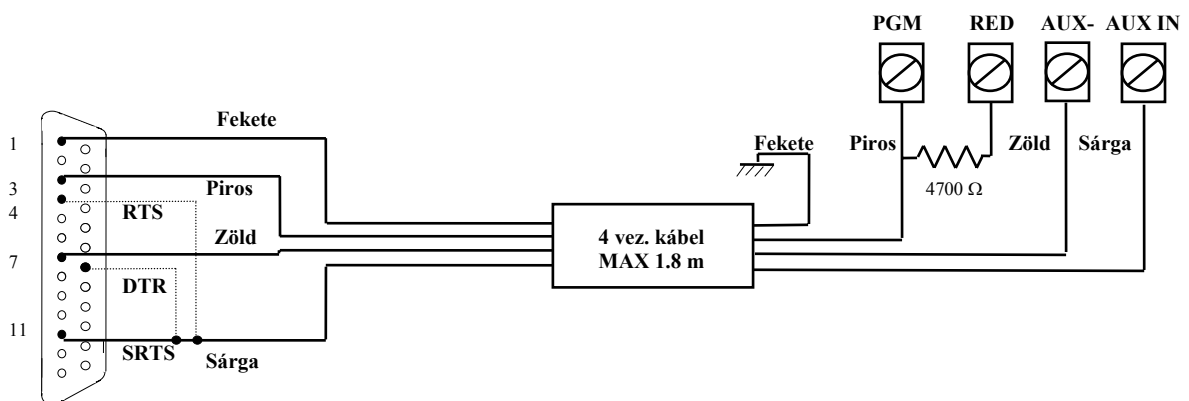 PGM RED AUX- AUX IN
Fekete
1
Fekete Piros Zöld Sárga
3 Piros
4700 Ω
4 RTS
Zöld
4 vez. kábel
MAX 1.8 m
7
DTR
11
SRTS Sárga